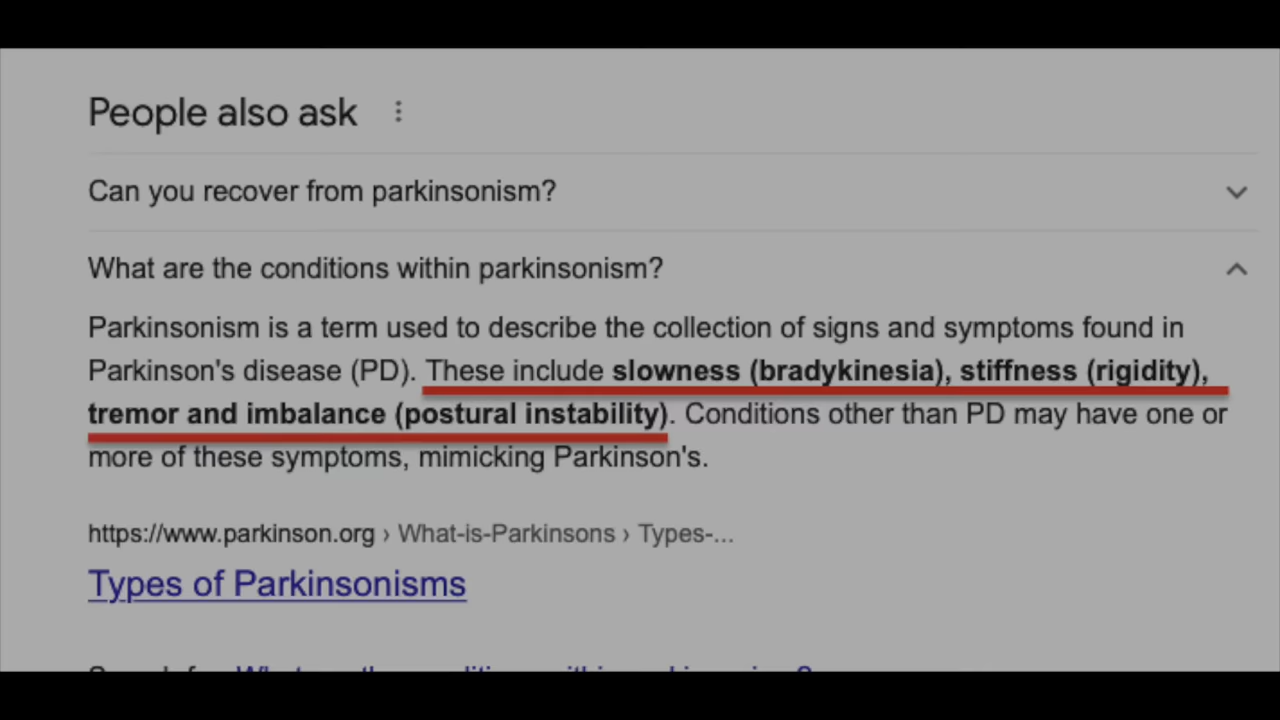 People also ask
Can you recover from parkinsonism?
What are the conditions within parkinsonism?
Parkinsonism is a term used to describe the collection of signs and symptoms found in
Parkinson's disease (PD). These include slowness (bradykinesia), stiffness (rigidity),
tremor and imbalance (postural instability). Conditions other than PD may have one or
more of these symptoms, mimicking Parkinson's.
https://www.parkinson.org › What-is-Parkinsons › Types-...
Types of Parkinsonisms